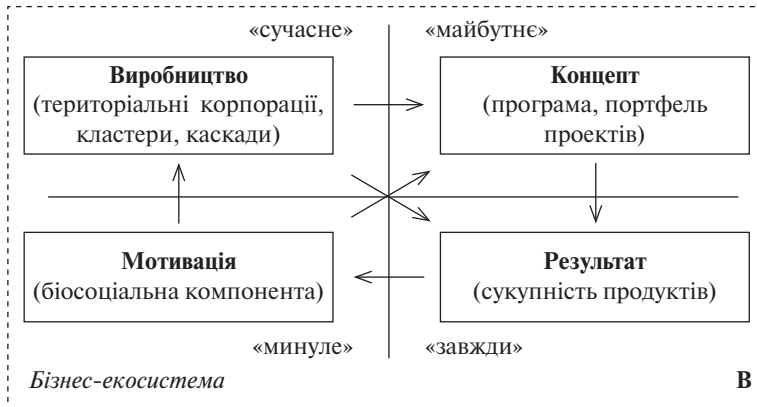 «сучасне» «майбутнє»
Виробництво
(територіальні корпорації,
кластери, каскади)
Концепт
(програма, портфель
проектів)
Мотивація
(біосоціальна компонента)
Результат
(сукупність продуктів)
«минуле» «завжди»
Бізнес-екосистема В